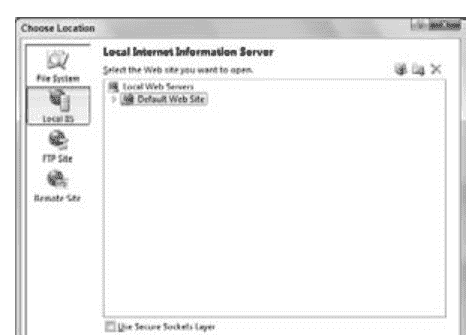 Choose Location
File System
Local IIS
FTP Site
Remote Site
Local Internet Information Server
Select the Web site you want to open.
Local Web Servers
Default Web Site
Use Secure Sockets Layer